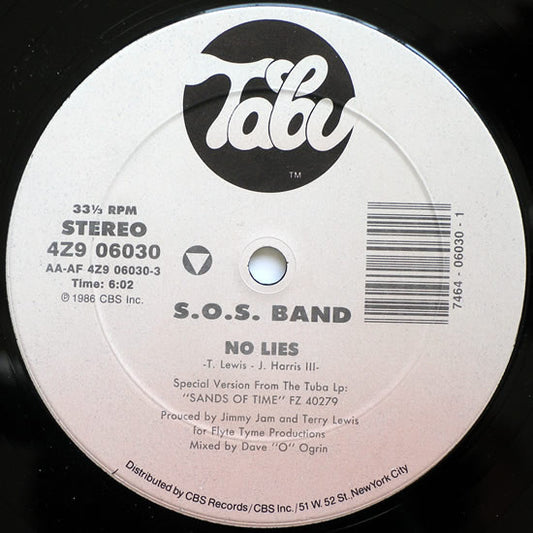 Tabu
TM
33⅓ RPM
STEREO
4Z9 06030
AA-AF 4Z9 06030-3
Time: 6:02
℗ 1986 CBS Inc.
7464 - 06030 - 1
S.O.S. BAND
NO LIES
-T. Lewis - J. Harris III-
Special Version From The Tuba Lp:
"SANDS OF TIME" FZ 40279
Prouced by Jimmy Jam and Terry Lewis
for Flyte Tyme Productions
Mixed by Dave "O" Ogrin
Distributed by CBS Records/CBS Inc./51 W. 52 St., New York City